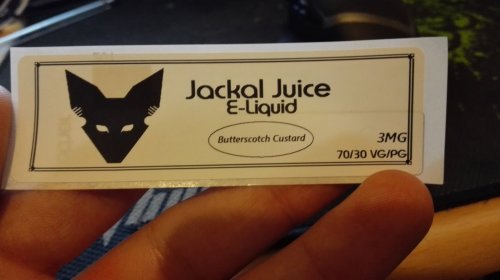 Jackal Juice
E-Liquid
Butterscotch Custard
3MG
70/30 VG/PG